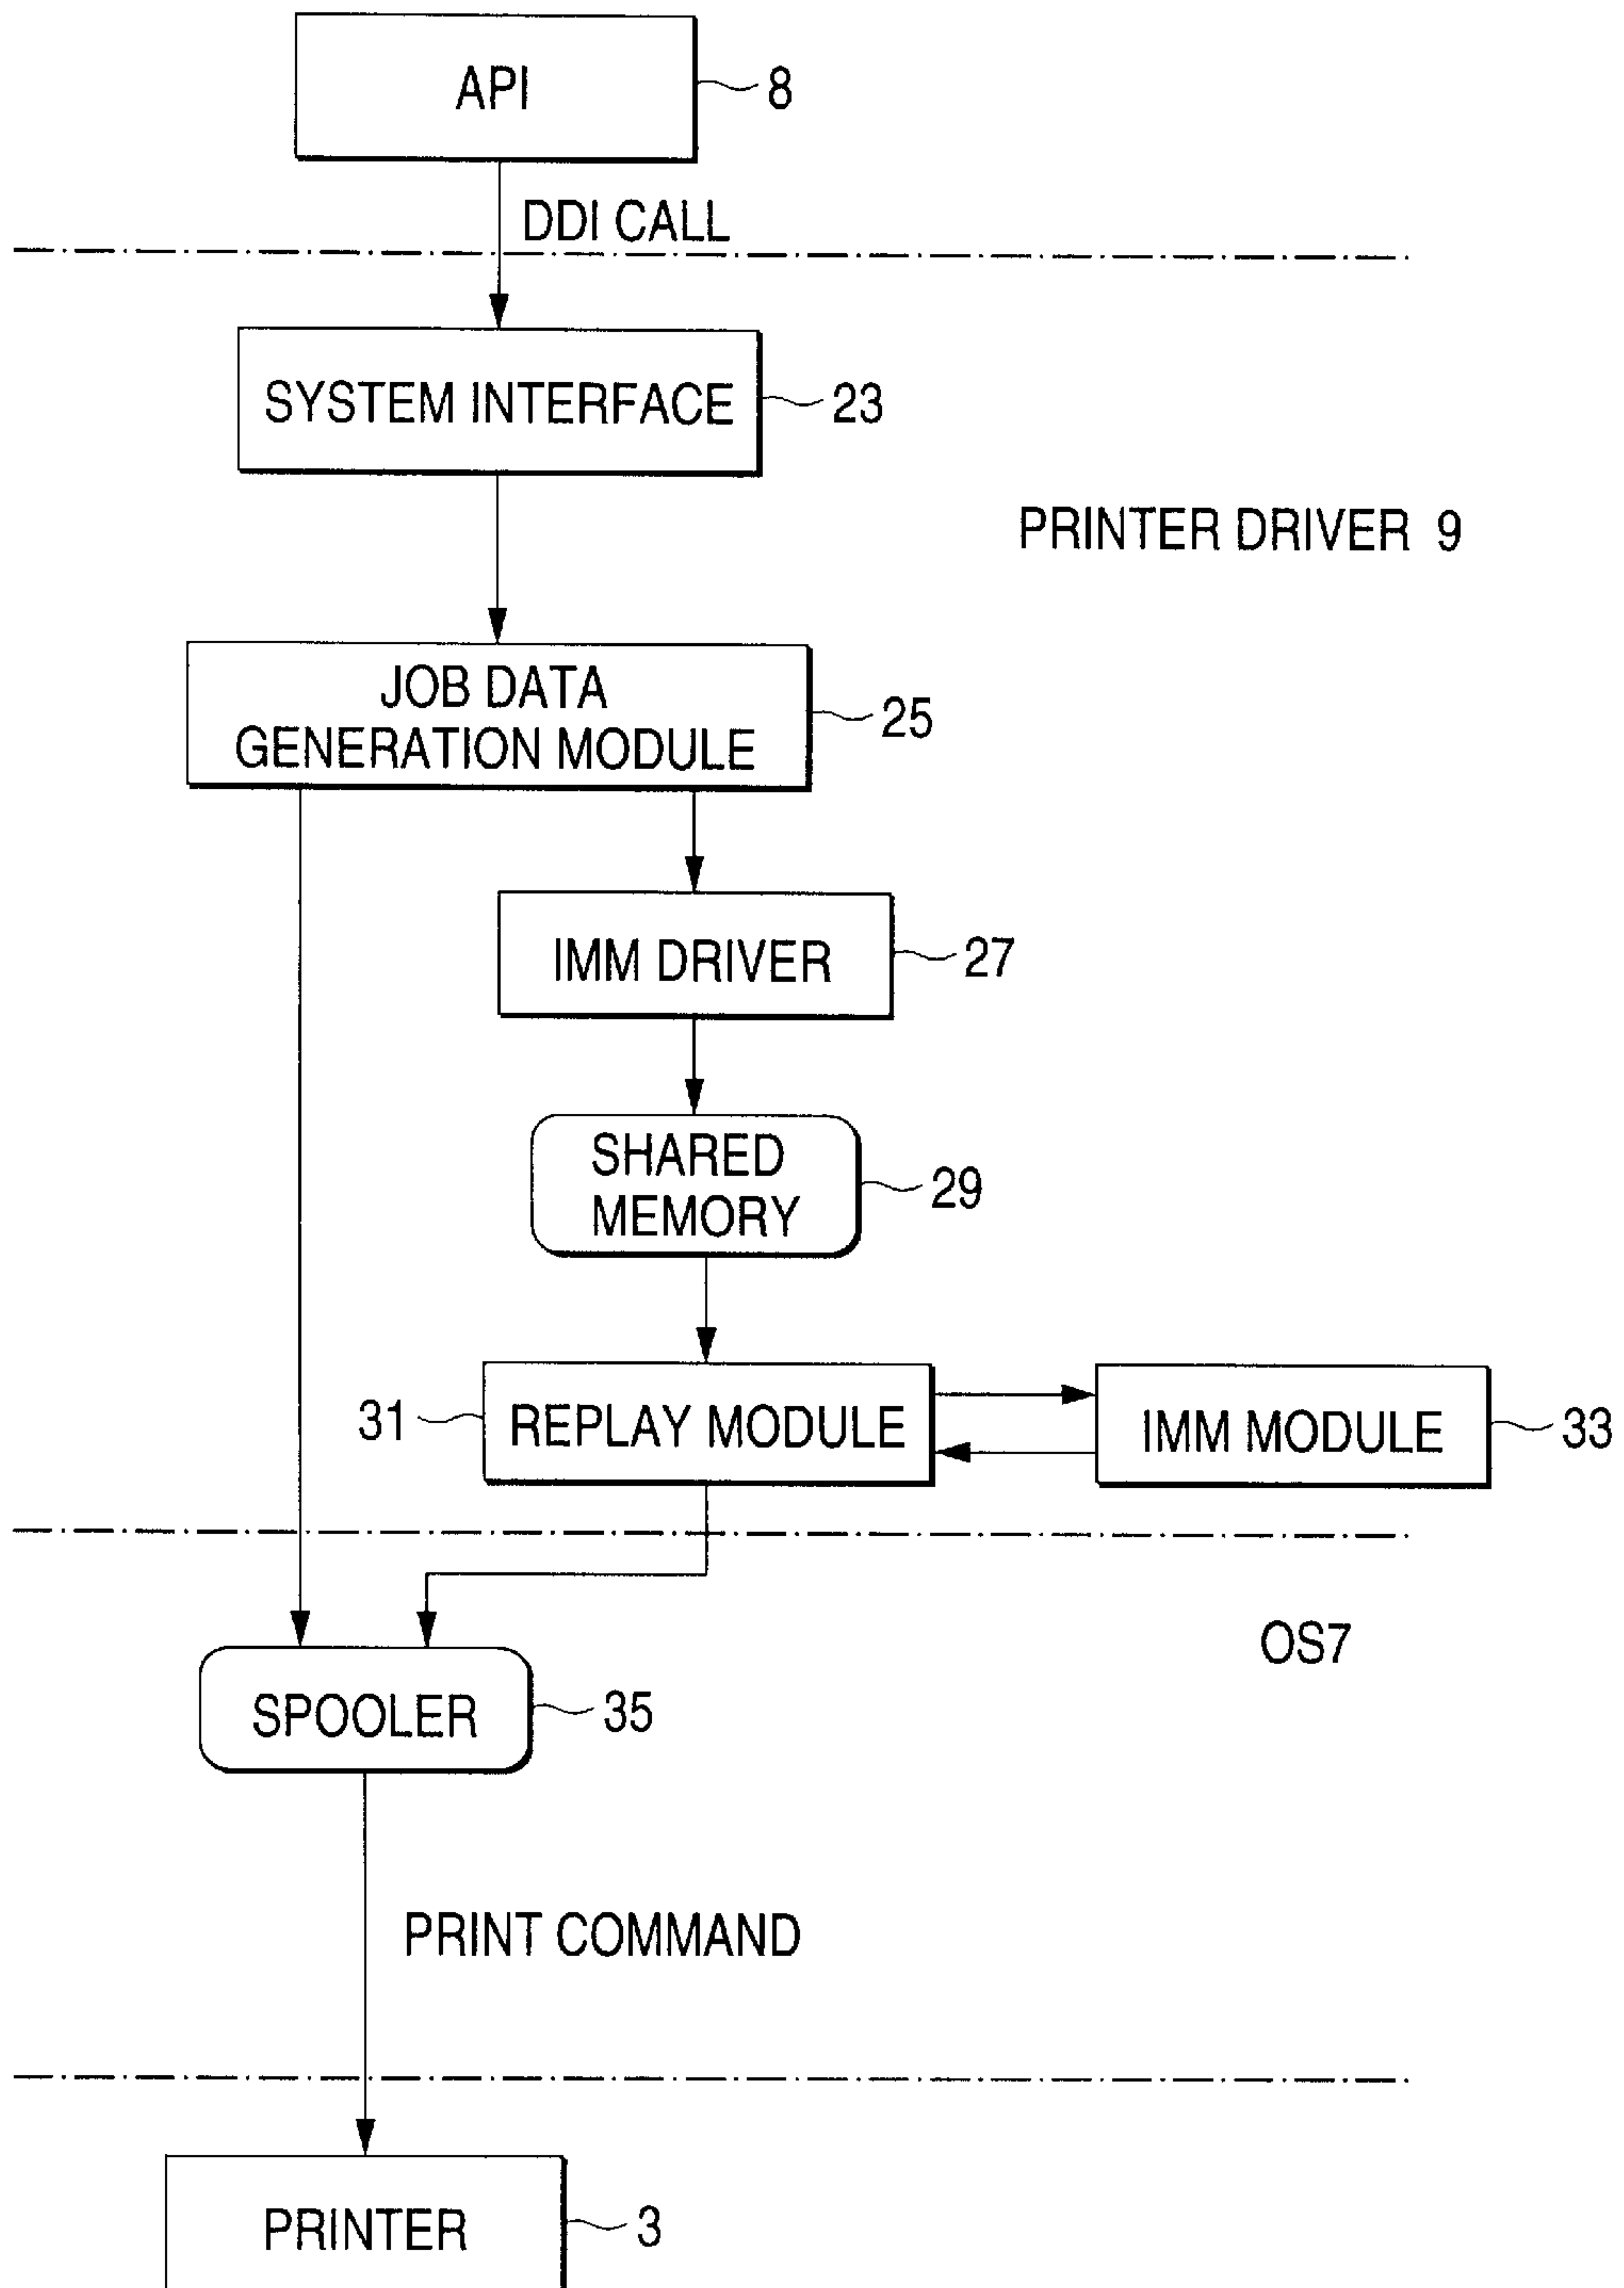 API
8
DDI CALL
SYSTEM INTERFACE
23
PRINTER DRIVER 9
JOB DATA
GENERATION MODULE
25
IMM DRIVER
27
SHARED
MEMORY
29
31
REPLAY MODULE
IMM MODULE
33
OS7
SPOOLER
35
PRINT COMMAND
PRINTER
3